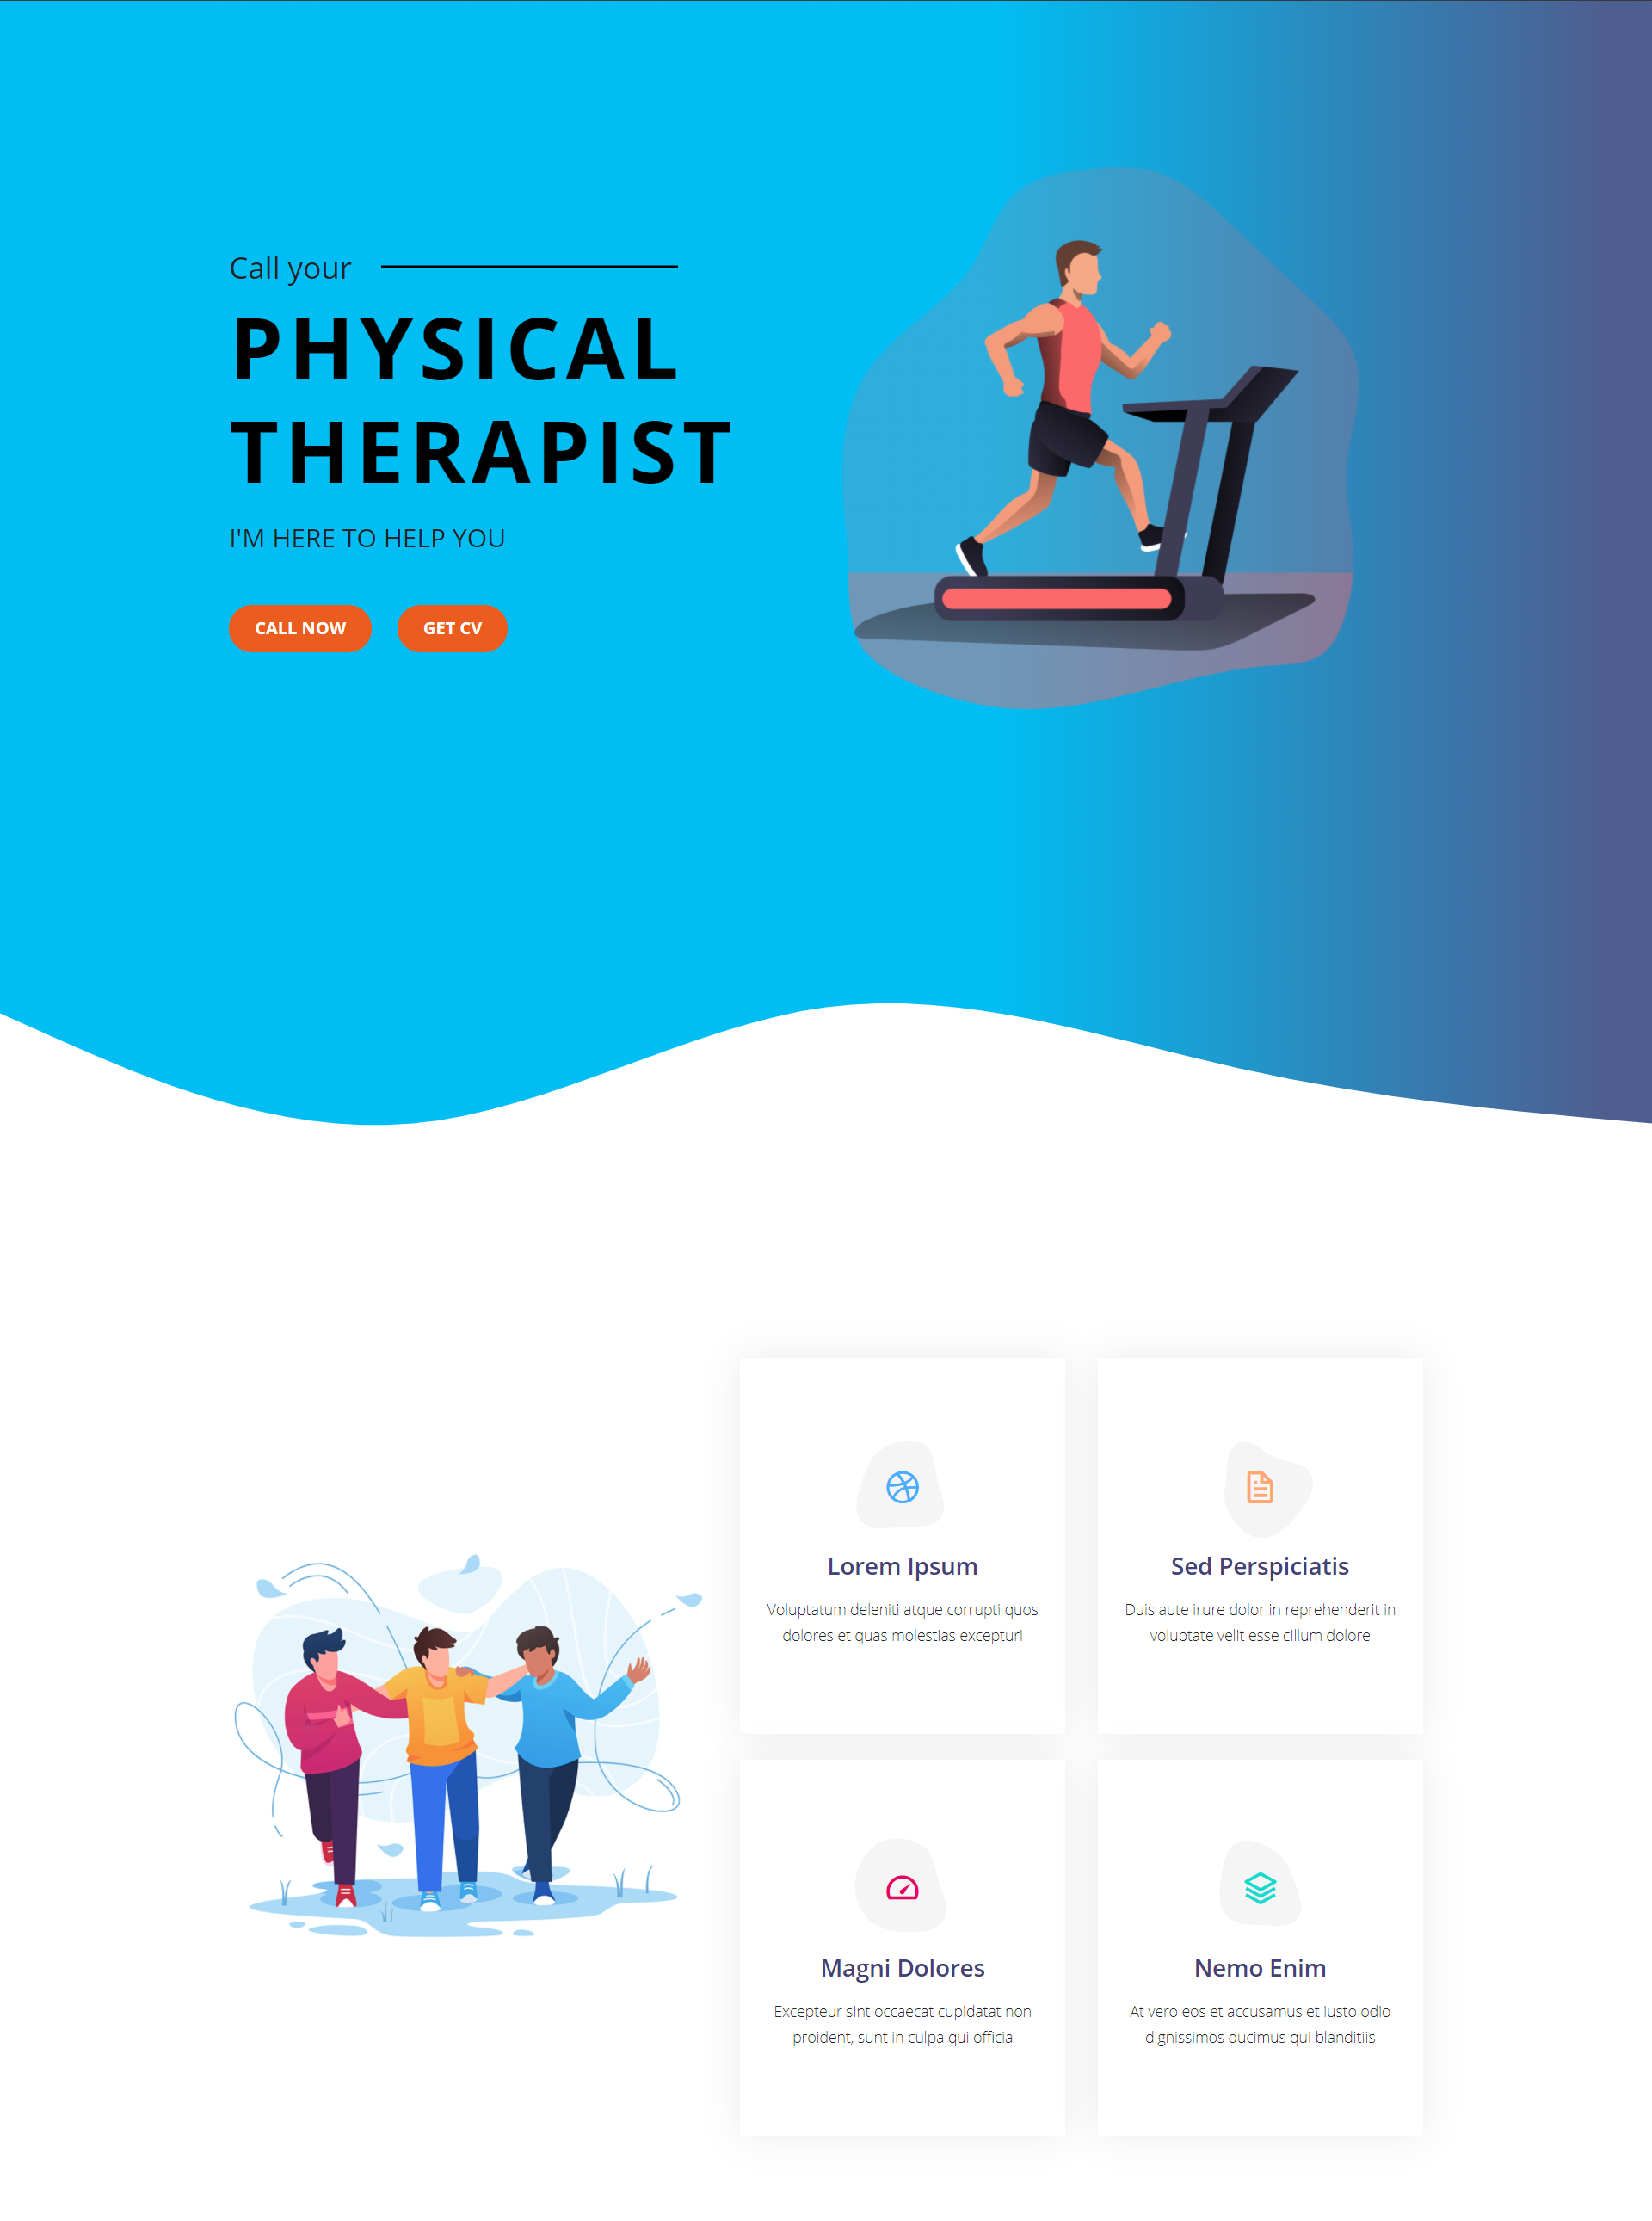 Call your
PHYSICAL
THERAPIST
I'M HERE TO HELP YOU
CALL NOW
GET CV
Lorem Ipsum
Voluptatum deleniti atque corrupti quos
dolores et quas molestias excepturi
Sed Perspiciatis
Duis aute irure dolor in reprehenderit in
voluptate velit esse cillum dolore
Magni Dolores
Excepteur sint occaecat cupidatat non
proident, sunt in culpa qui officia
Nemo Enim
At vero eos et accusamus et iusto odio
dignissimos ducimus qui blanditiis